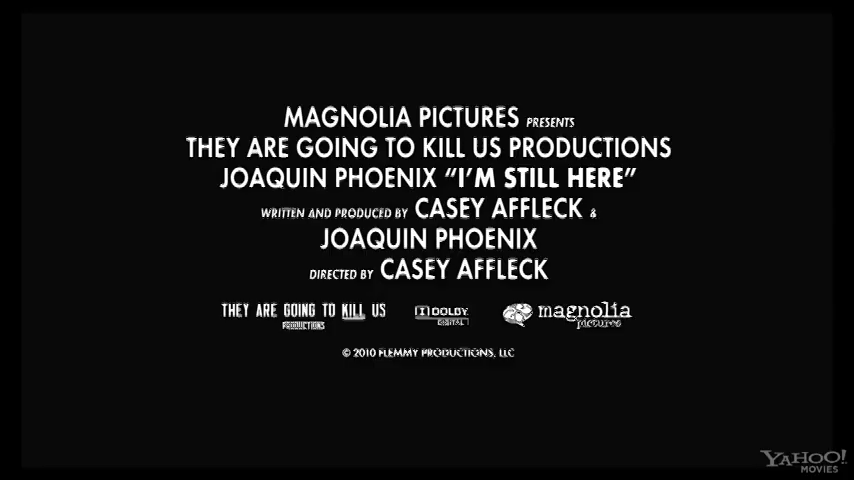 MAGNOLIA PICTURES PRESENTS
THEY ARE GOING TO KILL US PRODUCTIONS
JOAQUIN PHOENIX "I'M STILL HERE"
WRITTEN AND PRODUCED BY CASEY AFFLECK &
JOAQUIN PHOENIX
DIRECTED BY CASEY AFFLECK
THEY ARE GOING TO KILL US
PRODUCTIONS
DOLBY
DIGITAL
magnolia
pictures
© 2010 FLEMMY PRODUCTIONS, LLC
YAHOO!
MOVIES